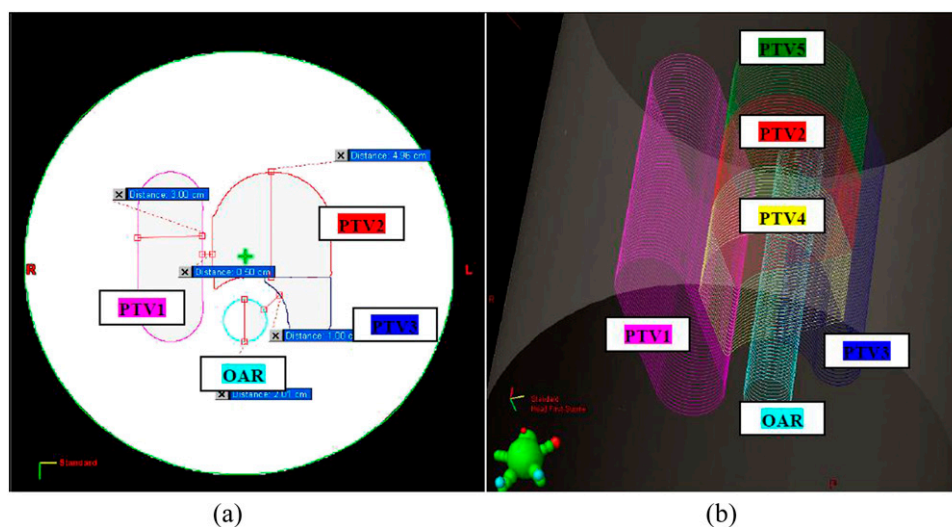 Distance: 4.96 cm
Distance: 3.00 cm
PTV2
R
L
Distance: 0.50 cm
PTV1
PTV3
Distance: 1.00 cm
OAR
Distance: 2.01 cm
Standard
(a)
PTV5
PTV2
PTV4
R
PTV1
PTV3
Standard
Head First-Supine
OAR
(b)